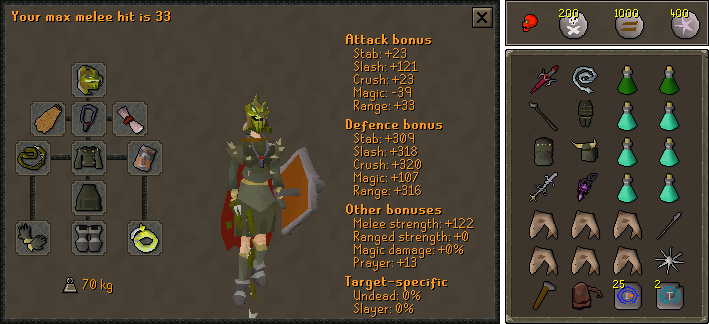 Your max melee hit is 33
Attack bonus
Stab: +23
Slash: +121
Crush: +23
Magic: -39
Range: +33
Defence bonus
Stab: +309
Slash: +318
Crush: +320
Magic: +107
Range: +316
Other bonuses
Melee strength: +122
Ranged strength: +0
Magic damage: +0%
Prayer: +13
Target-specific
Undead: 0%
Slayer: 0%
70 kg
200
1000
400
25
2